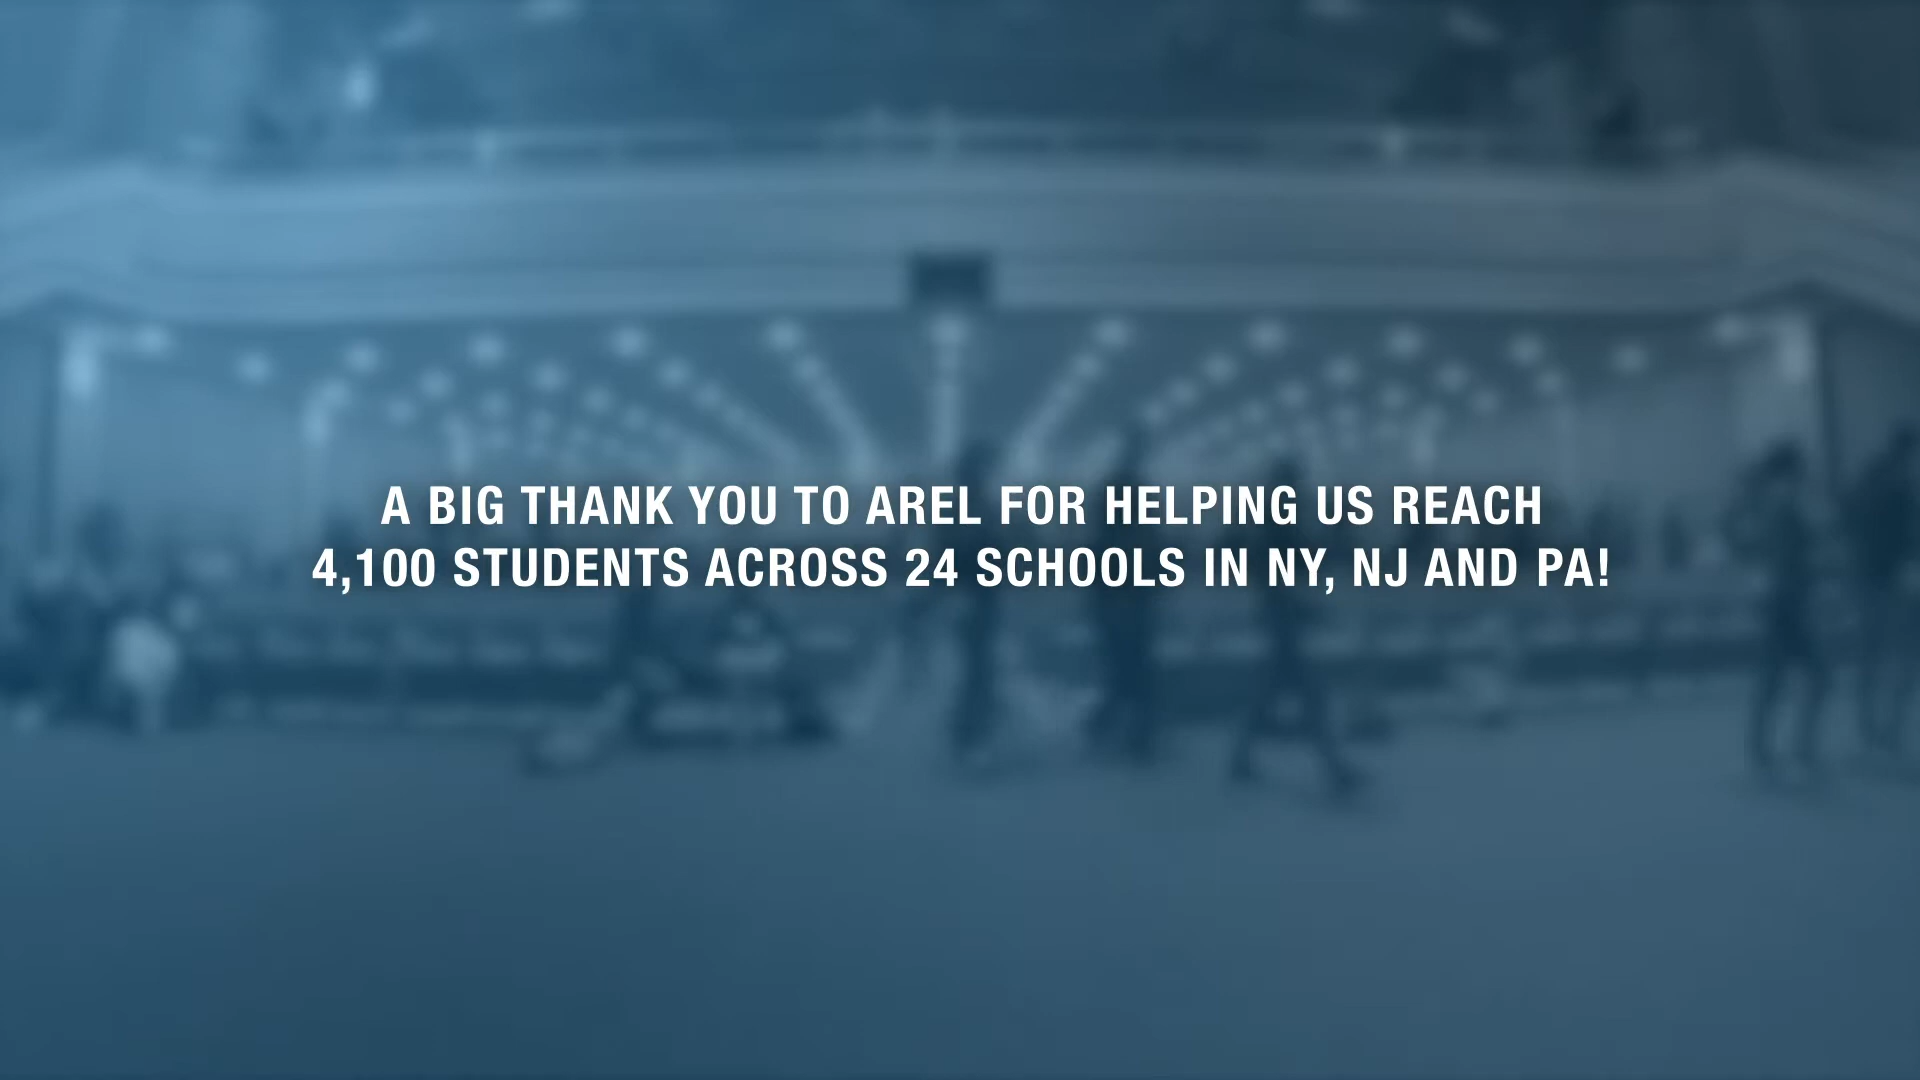 A BIG THANK YOU TO AREL FOR HELPING US REACH
4,100 STUDENTS ACROSS 24 SCHOOLS IN NY, NJ AND PA!